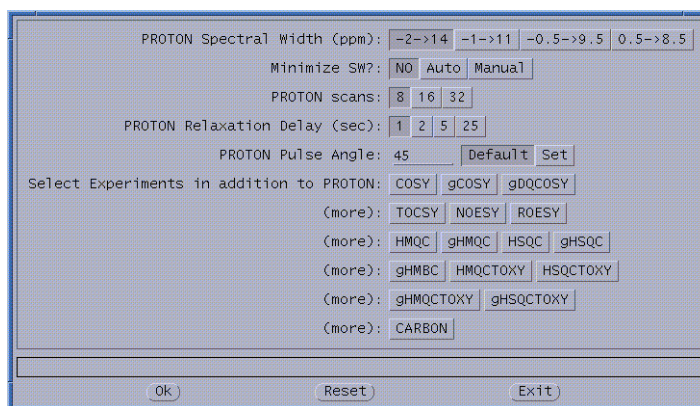 PROTON Spectral Width (ppm): -2->14 -1->11 -0.5->9.5 0.5->8.5
Minimize SW?: NO Auto Manual
PROTON scans: 8 16 32
PROTON Relaxation Delay (sec): 1 2 5 25
PROTON Pulse Angle: 45 Default Set
Select Experiments in addition to PROTON: COSY gCOSY gDQCOSY
(more): TOCSY NOESY ROESY
(more): HMQC gHMQC HSQC gHSQC
(more): gHMBC HMQCTOXY HSQCTOXY
(more): gHMQCTOXY gHSQCTOXY
(more): CARBON
Ok Reset Exit